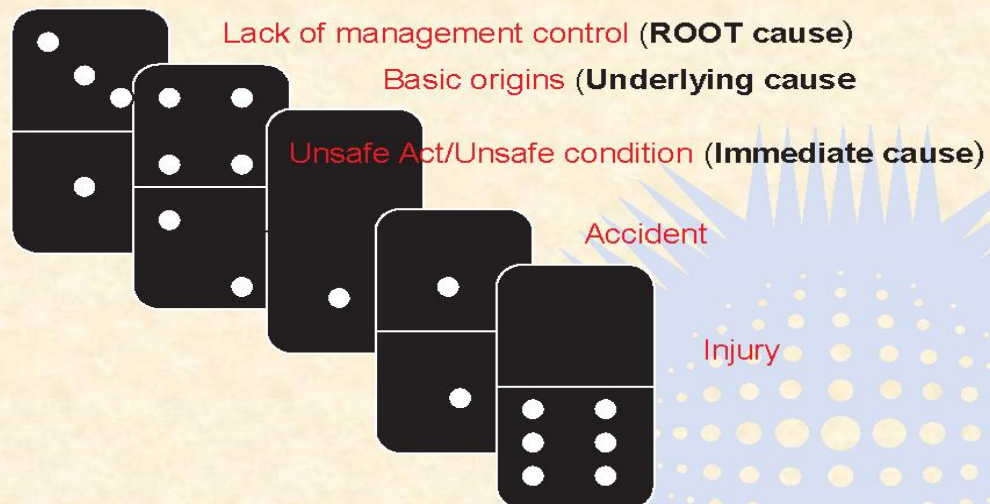 Lack of management control (ROOT cause)
Basic origins (Underlying cause
Unsafe Act/Unsafe condition (Immediate cause)
Accident
Injury